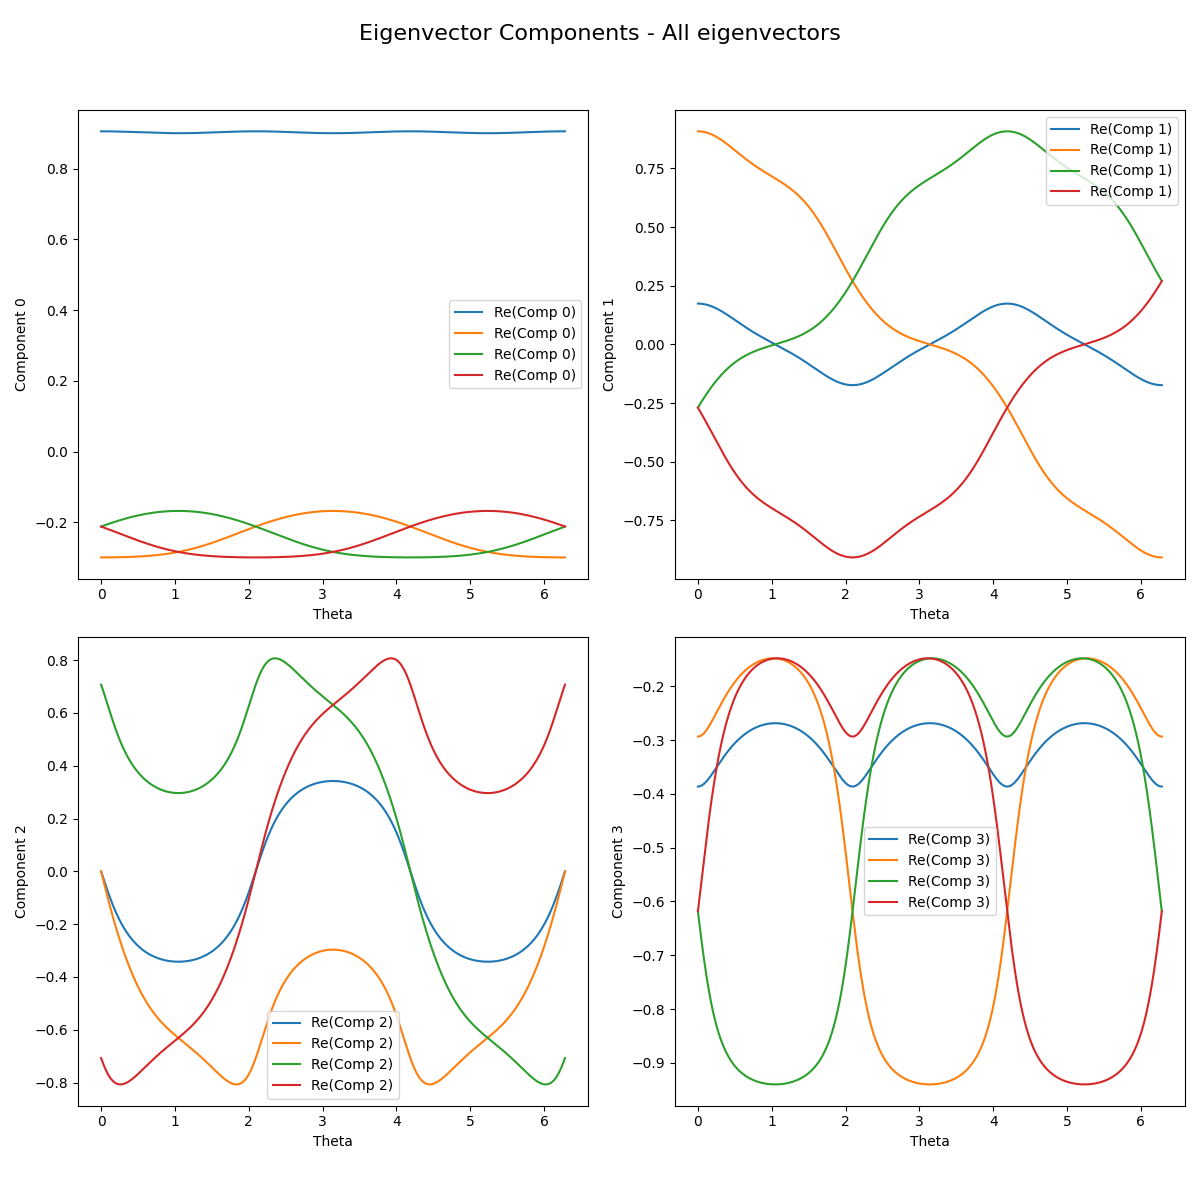 Eigenvector Components - All eigenvectors
Component 0
0.8
0.6
0.4
0.2
0.0
−0.2
Re(Comp 0)
Re(Comp 0)
Re(Comp 0)
Re(Comp 0)
0 1 2 3 4 5 6
Theta
Component 1
0.75
0.50
0.25
0.00
−0.25
−0.50
−0.75
Re(Comp 1)
Re(Comp 1)
Re(Comp 1)
Re(Comp 1)
0 1 2 3 4 5 6
Theta
Component 2
0.8
0.6
0.4
0.2
0.0
−0.2
−0.4
−0.6
−0.8
Re(Comp 2)
Re(Comp 2)
Re(Comp 2)
Re(Comp 2)
0 1 2 3 4 5 6
Theta
Component 3
−0.2
−0.3
−0.4
−0.5
−0.6
−0.7
−0.8
−0.9
Re(Comp 3)
Re(Comp 3)
Re(Comp 3)
Re(Comp 3)
0 1 2 3 4 5 6
Theta